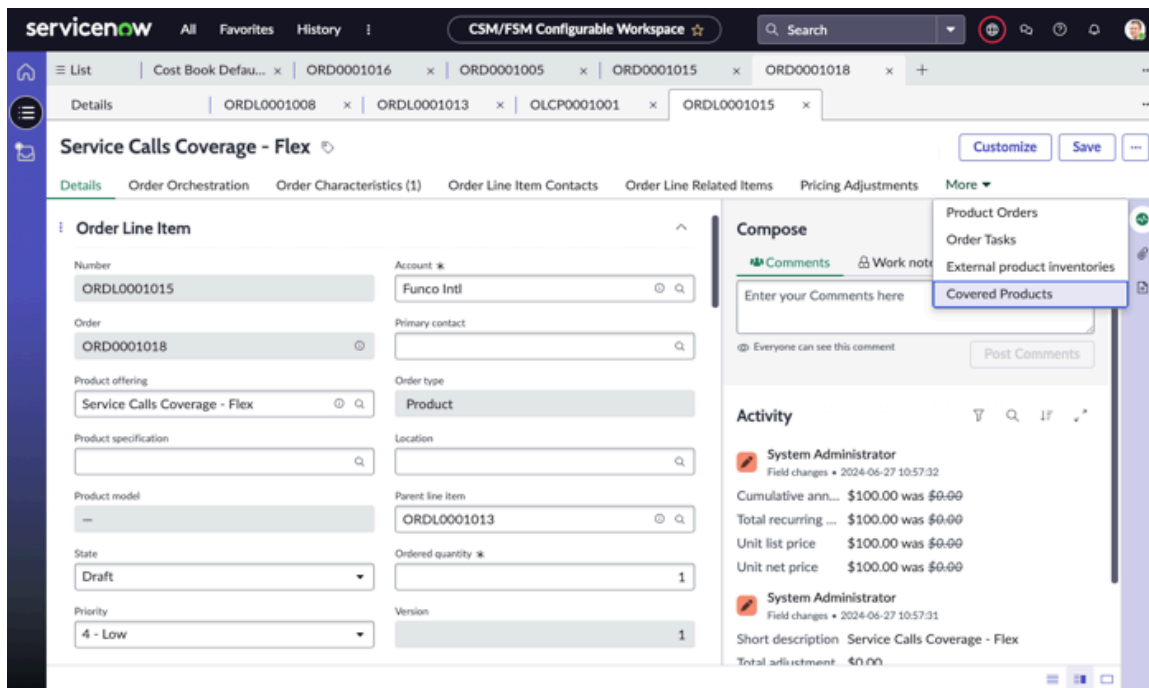 servicenow All Favorites History CSM/FSM Configurable Workspace Search
List Cost Book Defau... ORD0001016 ORD0001005 ORD0001015 ORD0001018
Details ORDL0001008 ORDL0001013 OLCP0001001 ORDL0001015
Service Calls Coverage - Flex Customize Save
Details Order Orchestration Order Characteristics (1) Order Line Item Contacts Order Line Related Items Pricing Adjustments More
Product Orders
Order Tasks
External product inventories
Covered Products
Order Line Item
Number
ORDL0001015
Account
Funco Intl
Order
ORD0001018
Primary contact
Product offering
Service Calls Coverage - Flex
Order type
Product
Product specification
Location
Product model
—
Parent line item
ORDL0001013
State
Draft
Ordered quantity
1
Priority
4 - Low
Version
1
Compose
Comments Work note
Enter your Comments here
Everyone can see this comment
Post Comments
Activity
System Administrator
Field changes • 2024-06-27 10:57:32
Cumulative ann... $100.00 was $0.00
Total recurring ... $100.00 was $0.00
Unit list price $100.00 was $0.00
Unit net price $100.00 was $0.00
System Administrator
Field changes • 2024-06-27 10:57:31
Short description Service Calls Coverage - Flex
Total adjustment $0.00